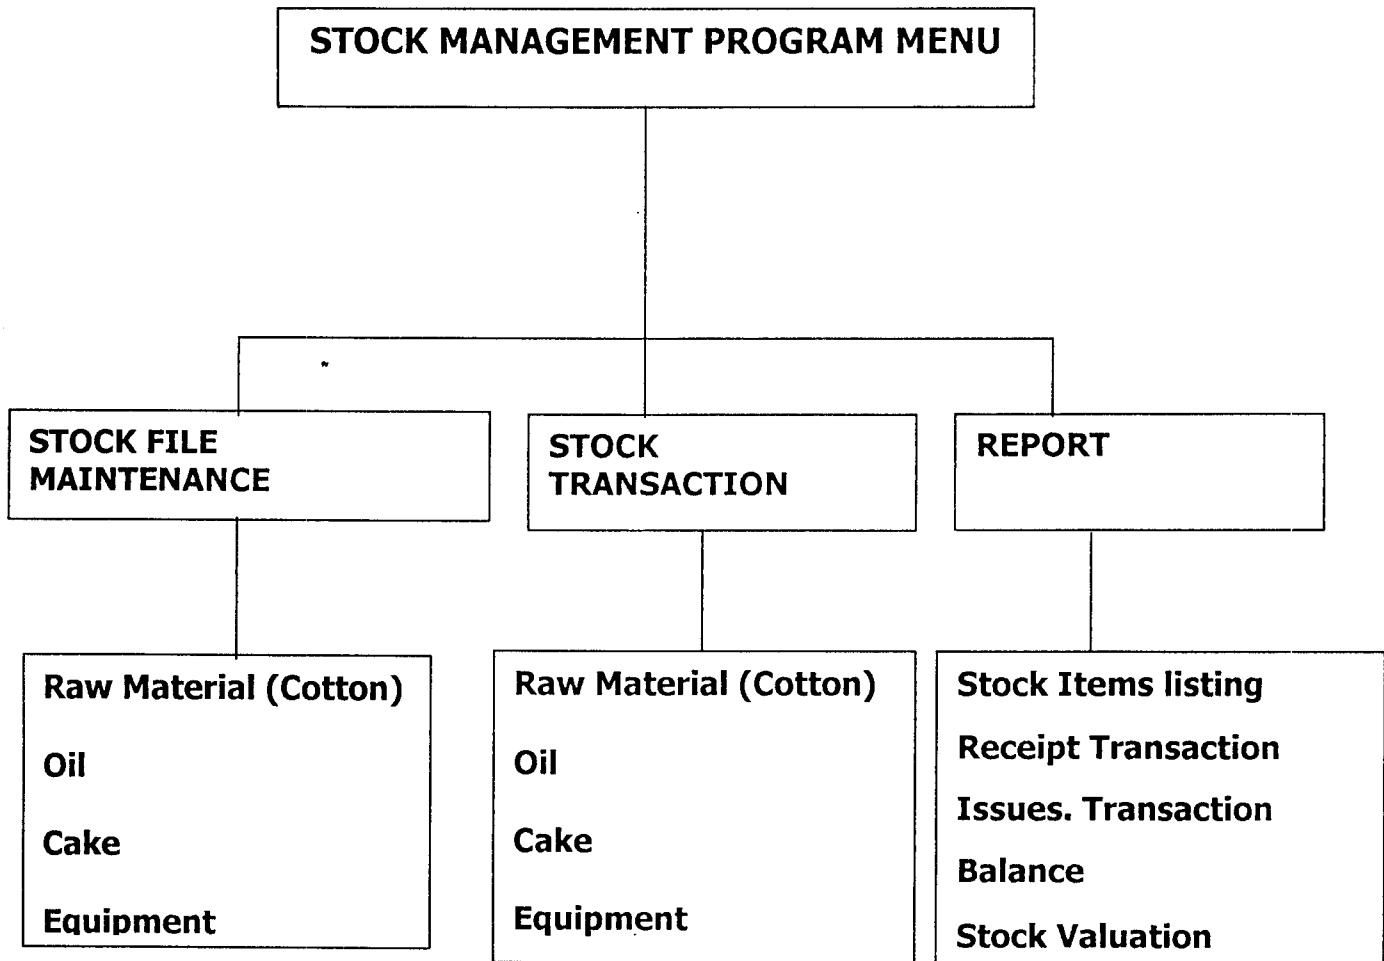 STOCK MANAGEMENT PROGRAM MENU
STOCK FILE
MAINTENANCE
STOCK
TRANSACTION
REPORT
Raw Material (Cotton)
Oil
Cake
Equipment
Raw Material (Cotton)
Oil
Cake
Equipment
Stock Items listing
Receipt Transaction
Issues. Transaction
Balance
Stock Valuation